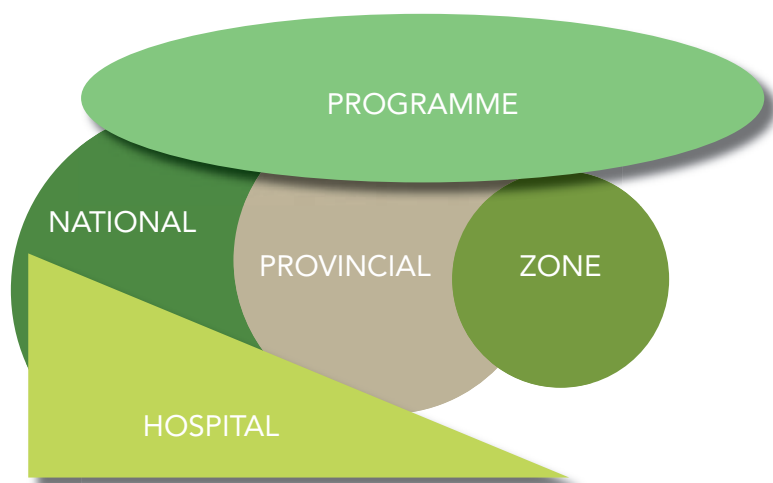 PROGRAMME
NATIONAL
PROVINCIAL
ZONE
HOSPITAL